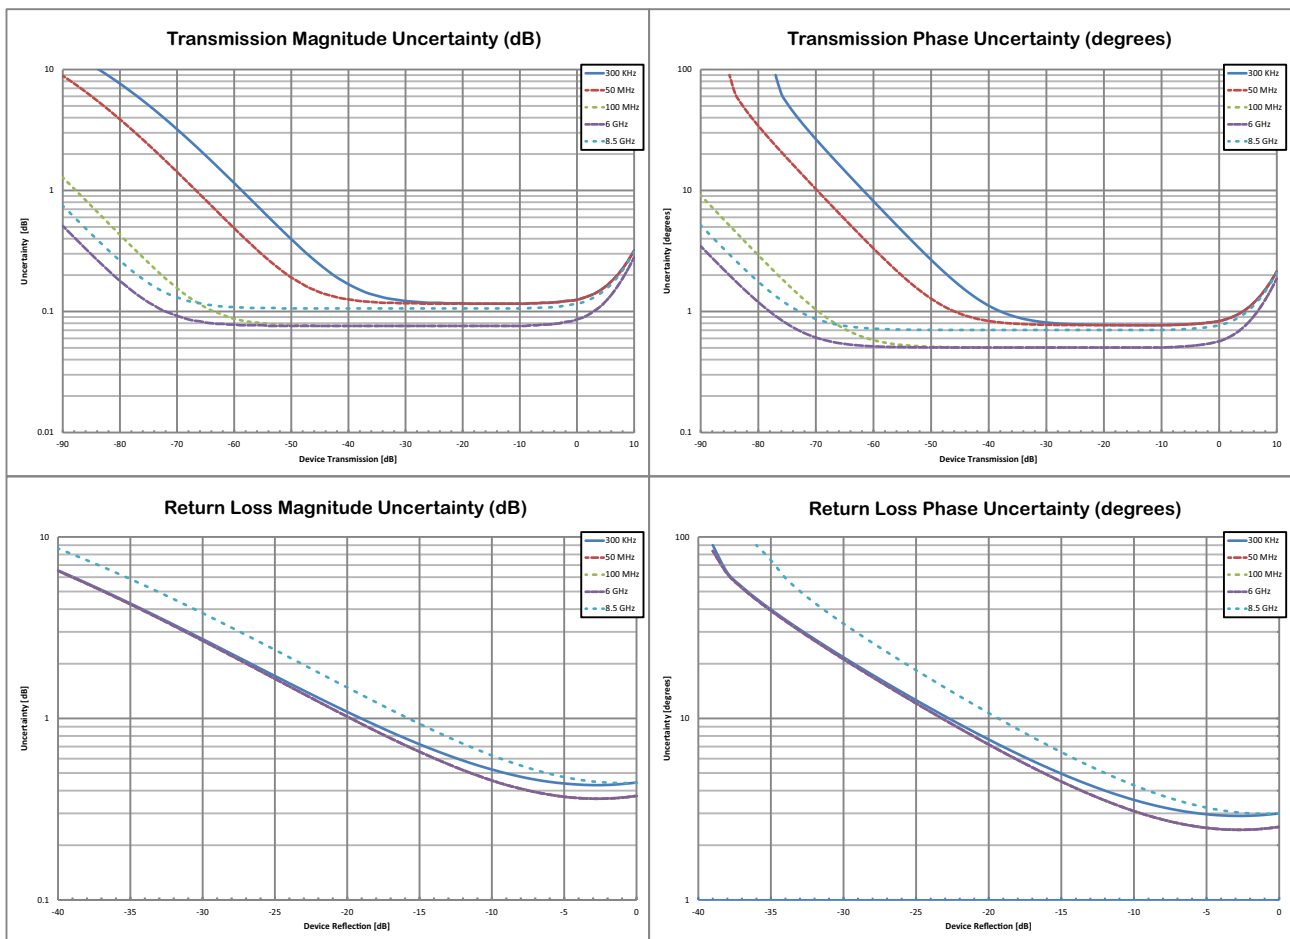 Transmission Magnitude Uncertainty (dB)
10
1
0.1
0.01
Uncertainty [dB]
-90 -80 -70 -60 -50 -40 -30 -20 -10 0 10
Device Transmission [dB]
300 KHz
50 MHz
100 MHz
6 GHz
8.5 GHz
Transmission Phase Uncertainty (degrees)
100
10
1
0.1
Uncertainty [degrees]
-90 -80 -70 -60 -50 -40 -30 -20 -10 0 10
Device Transmission [dB]
300 KHz
50 MHz
100 MHz
6 GHz
8.5 GHz
Return Loss Magnitude Uncertainty (dB)
10
1
0.1
Uncertainty [dB]
-40 -35 -30 -25 -20 -15 -10 -5 0
Device Reflection [dB]
300 KHz
50 MHz
100 MHz
6 GHz
8.5 GHz
Return Loss Phase Uncertainty (degrees)
100
10
1
Uncertainty [degrees]
-40 -35 -30 -25 -20 -15 -10 -5 0
Device Reflection [dB]
300 KHz
50 MHz
100 MHz
6 GHz
8.5 GHz